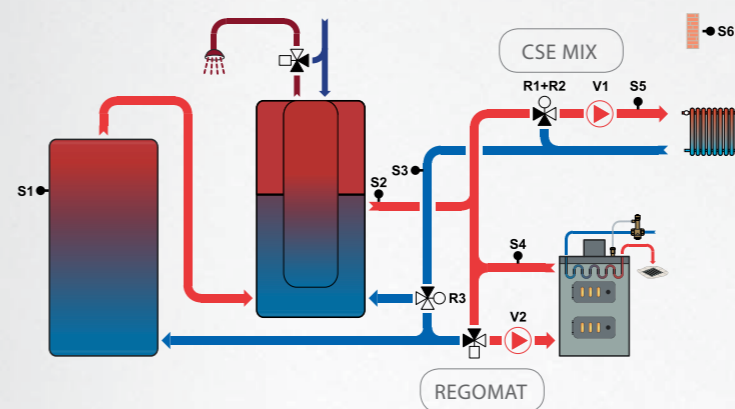 S6
CSE MIX
R1+R2
V1
S5
S1
S2
S3
S4
R3
V2
REGOMAT